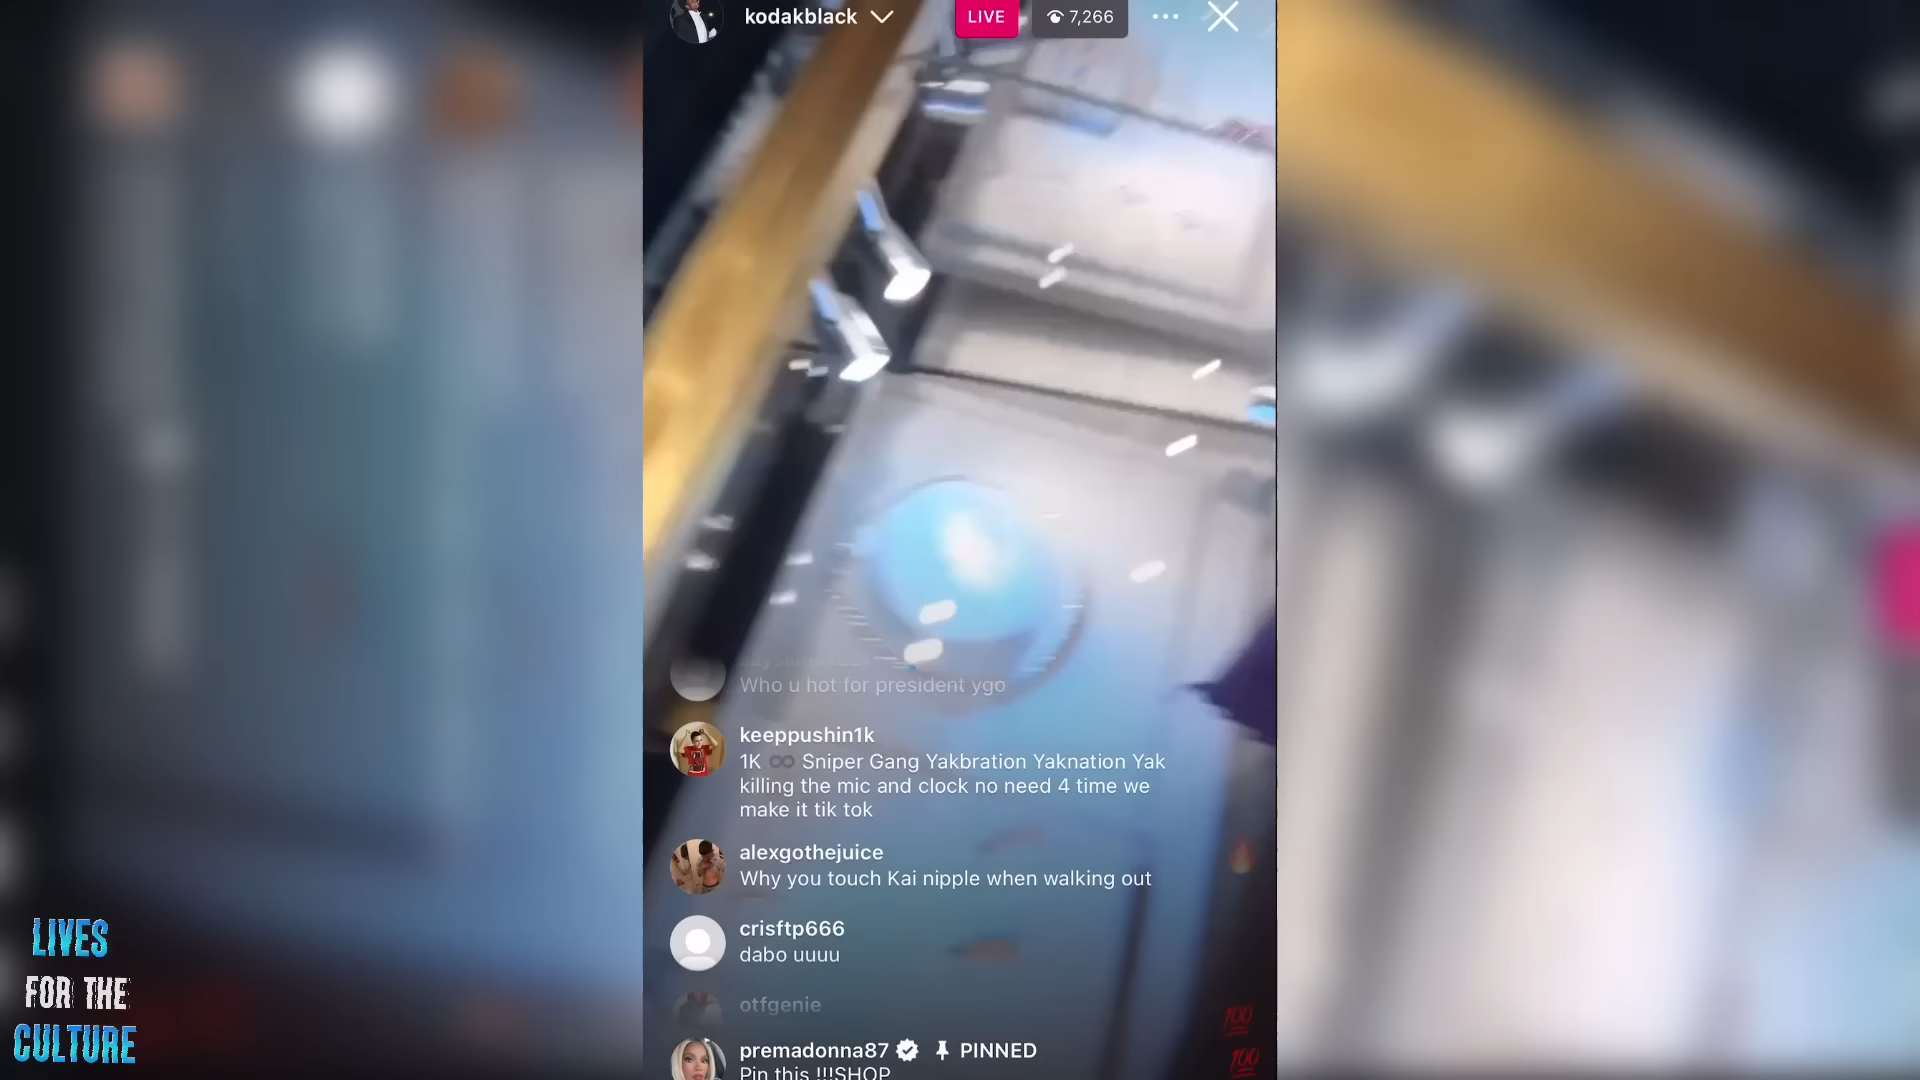 kodakblack
LIVE
7,266
Who u hot for president ygo
keeppushin1k
1K ♾️ Sniper Gang Yakbration Yaknation Yak
killing the mic and clock no need 4 time we
make it tik tok
alexgothejuice
Why you touch Kai nipple when walking out
crisftp666
dabo uuuu
otfgenie
premadonna87 PINNED
Pin this !!!SHOP
LIVES
FOR THE
CULTURE
100
100